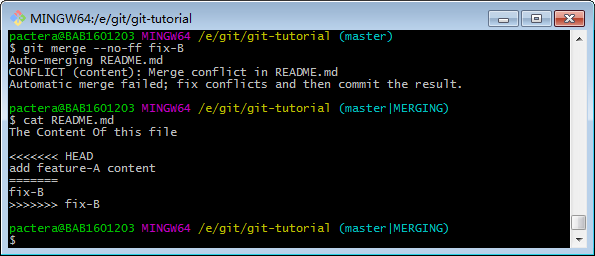 MINGW64:/e/git/git-tutorial
pactera@BAB1601203 MINGW64 /e/git/git-tutorial (master)
$ git merge --no-ff fix-B
Auto-merging README.md
CONFLICT (content): Merge conflict in README.md
Automatic merge failed; fix conflicts and then commit the result.
pactera@BAB1601203 MINGW64 /e/git/git-tutorial (master|MERGING)
$ cat README.md
The Content Of this file
<<<<<<< HEAD
add feature-A content
=======
fix-B
>>>>>>> fix-B
pactera@BAB1601203 MINGW64 /e/git/git-tutorial (master|MERGING)
$